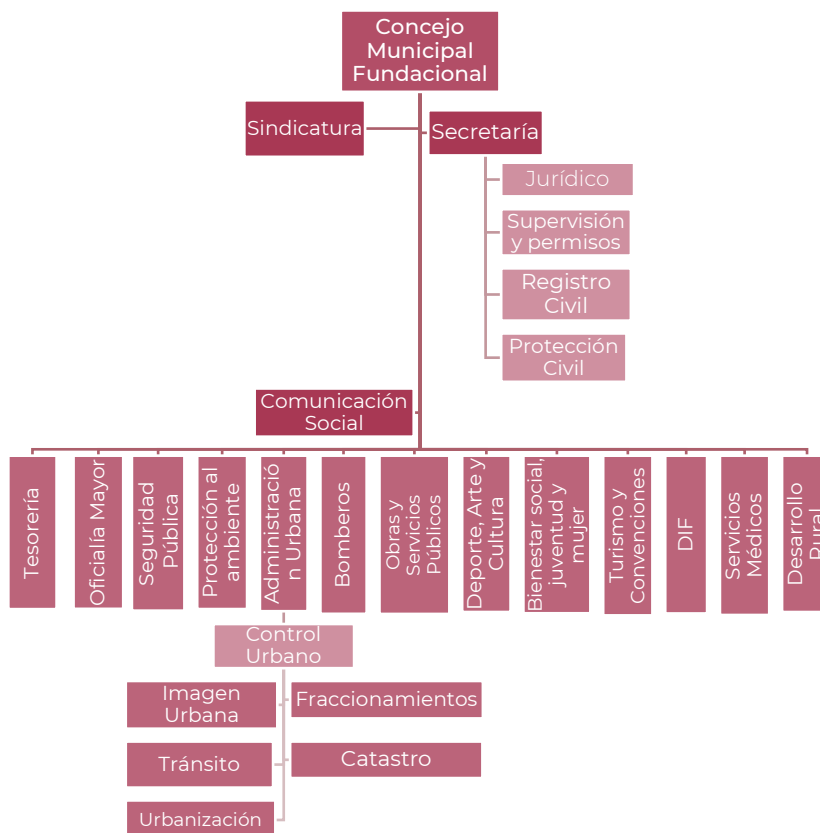 Concejo
Municipal
Fundacional
Sindicatura
Secretaría
Jurídico
Supervisión
y permisos
Registro
Civil
Protección
Civil
Comunicación
Social
Tesorería
Oficialía Mayor
Seguridad
Pública
Protección al
ambiente
Administració
n Urbana
Bomberos
Obras y
Servicios
Públicos
Deporte, Arte y
Cultura
Bienestar social,
juventud y
mujer
Turismo y
Convenciones
DIF
Servicios
Médicos
Desarrollo
Rural
Control
Urbano
Imagen
Urbana
Fraccionamientos
Tránsito
Catastro
Urbanización